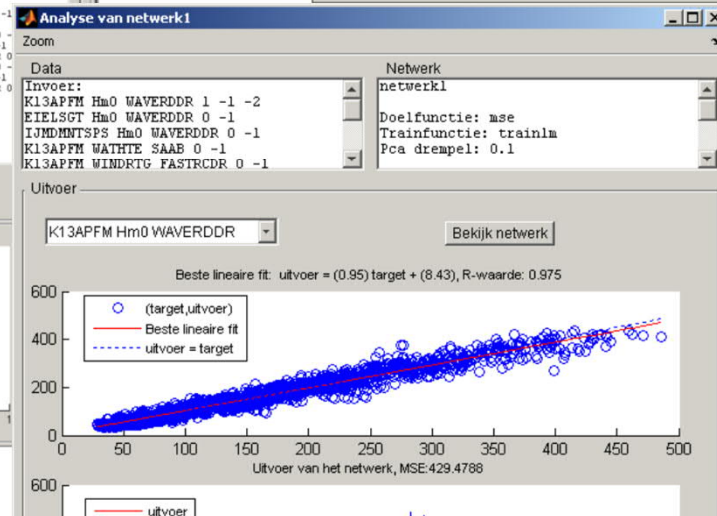 Analyse van netwerk1
Zoom
Data
Invoer:
K13APFM Hm0 WAVERDDR 1 -1 -2
EIELSGT Hm0 WAVERDDR 0 -1
IJMDMNTSPS Hm0 WAVERDDR 0 -1
K13APFM WATHTE SAAB 0 -1
K13APFM WINDRTG FASTRCDR 0 -1
Netwerk
netwerk1
Doelfunctie: mse
Trainfunctie: trainlm
Pca drempel: 0.1
Uitvoer
K13APFM Hm0 WAVERDDR
Bekijk netwerk
Beste lineaire fit: uitvoer = (0.95) target + (8.43), R-waarde: 0.975
600
400
200
0
(target,uitvoer)
Beste lineaire fit
uitvoer = target
0 50 100 150 200 250 300 350 400 450 500
Uitvoer van het netwerk, MSE:429.4788
600
uitvoer